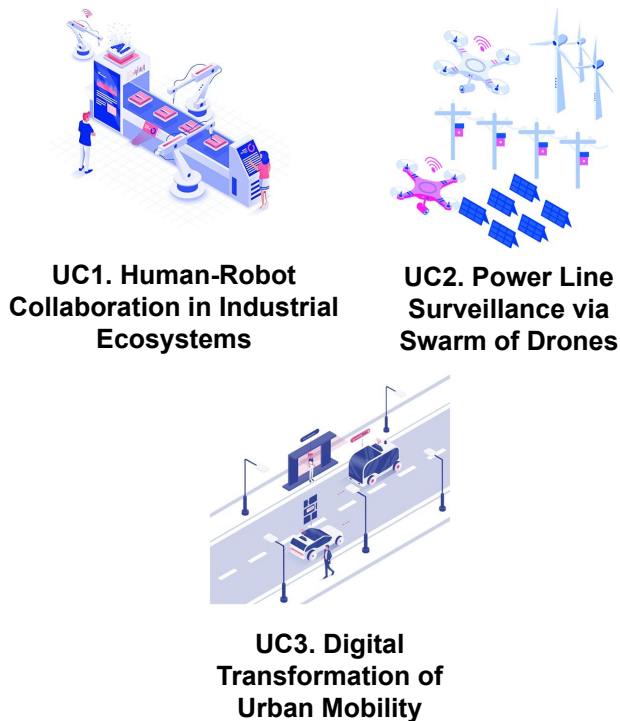 AI
UC1. Human-Robot
Collaboration in Industrial
Ecosystems
UC2. Power Line
Surveillance via
Swarm of Drones
UC3. Digital
Transformation of
Urban Mobility